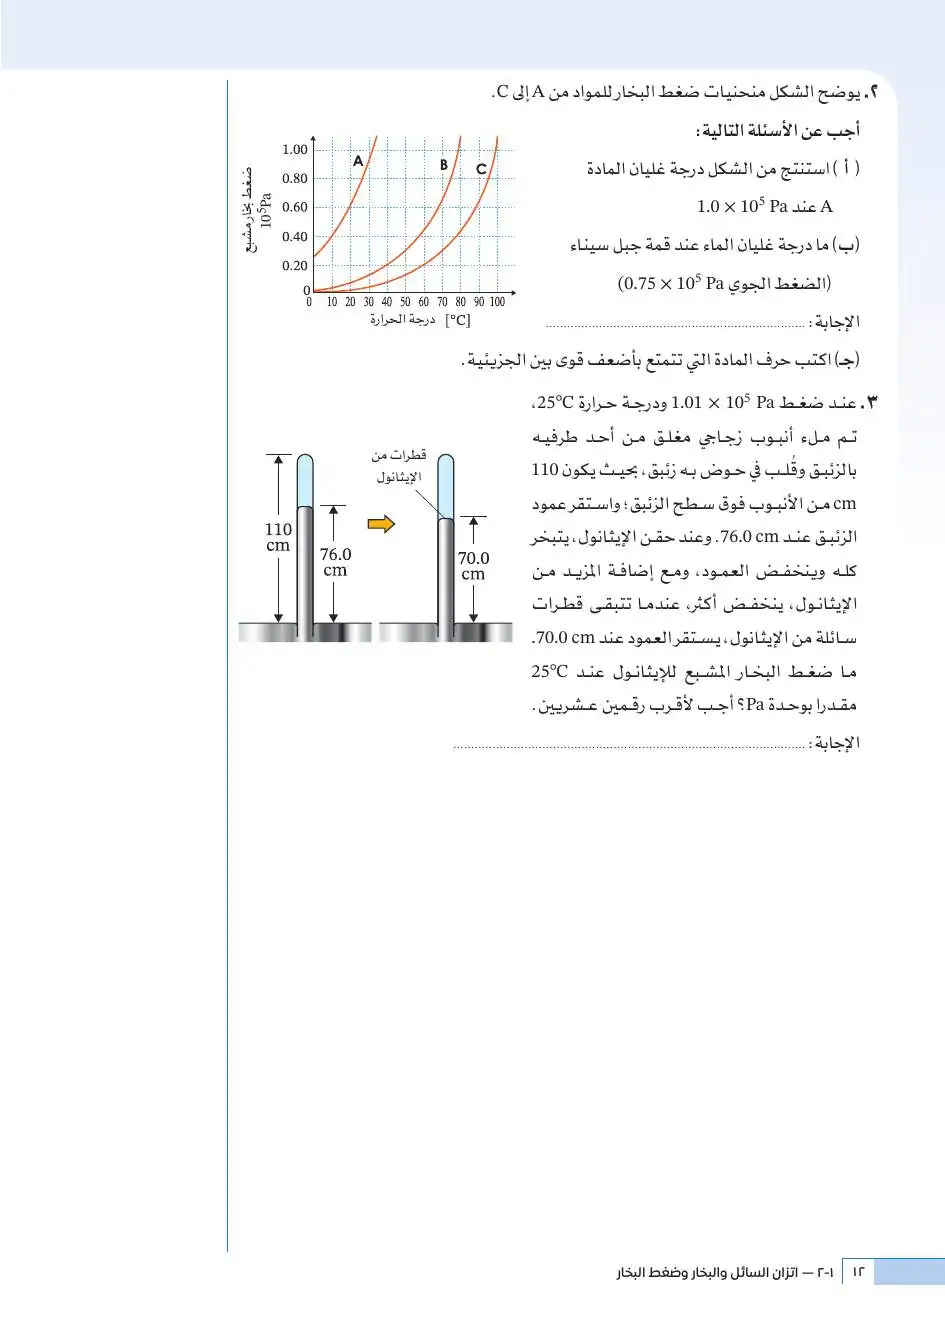 ٢. يوضح الشكل منحنيات ضغط البخار للمواد من A إلى C.
أجب عن الأسئلة التالية:
( أ ) استنتج من الشكل درجة غليان المادة
A عند 1.0 × 10⁵ Pa
(ب) ما درجة غليان الماء عند قمة جبل سيناء
(الضغط الجوي 0.75 × 10⁵ Pa)
الإجابة: ........................................................................
(جـ) اكتب حرف المادة التي تتمتع بأضعف قوى بين الجزيئية.
ضغط بخار مشبع
10⁵Pa
1.00
0.80
0.60
0.40
0.20
0
A
B
C
0 10 20 30 40 50 60 70 80 90 100
درجة الحرارة [°C]
٣. عند ضغط 1.01 × 10⁵ Pa ودرجة حرارة 25°C،
تم ملء أنبوب زجاجي مغلق من أحد طرفيه
بالزئبق وقُلب في حوض به زئبق، بحيث يكون 110
cm من الأنبوب فوق سطح الزئبق؛ واستقر عمود
الزئبق عند 76.0 cm. وعند حقن الإيثانول، يتبخر
كله وينخفض العمود، ومع إضافة المزيد من
الإيثانول، ينخفض أكثر، عندما تتبقى قطرات
سائلة من الإيثانول، يستقر العمود عند 70.0 cm.
ما ضغط البخار المشبع للإيثانول عند 25°C
مقدرا بوحدة Pa؟ أجب لأقرب رقمين عشريين.
الإجابة: ..................................................................................................
قطرات من
الإيثانول
110
cm
76.0
cm
70.0
cm
١٢
٢-١ — اتزان السائل والبخار وضغط البخار